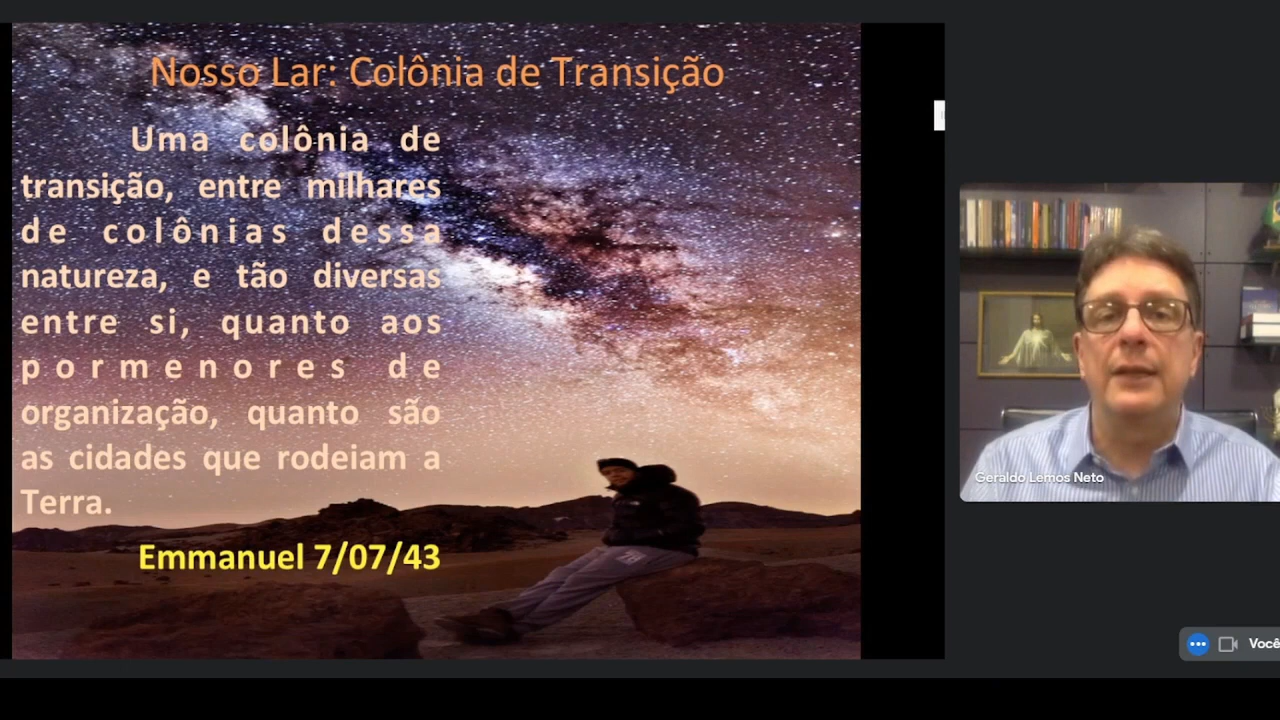 Nosso Lar: Colônia de Transição
Uma colônia de
transição, entre milhares
de colônias dessa
natureza, e tão diversas
entre si, quanto aos
pormenores de
organização, quanto são
as cidades que rodeiam a
Terra.
Emmanuel 7/07/43
Geraldo Lemos Neto
Você